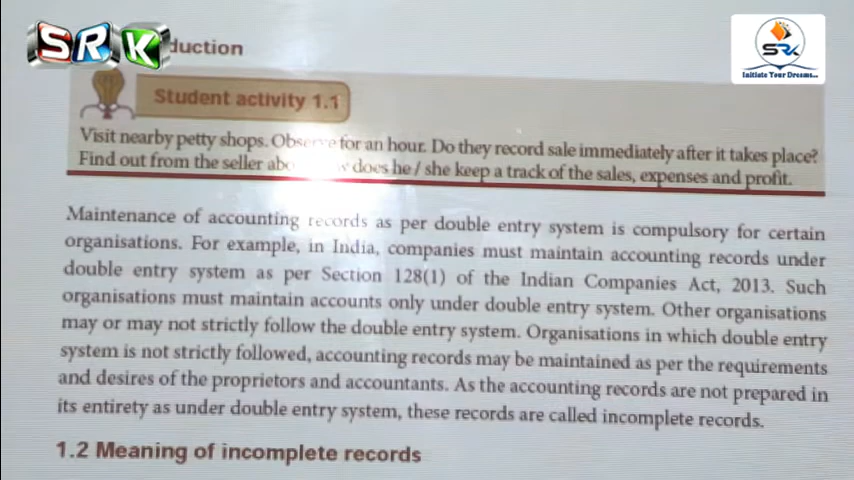 SRK
duction
SRK
Initiate Your Dreams...
Student activity 1.1
Visit nearby petty shops. Observe for an hour. Do they record sale immediately after it takes place?
Find out from the seller does he / she keep a track of the sales, expenses and profit.
Maintenance of accounting records as per double entry system is compulsory for certain
organisations. For example, in India, companies must maintain accounting records under
double entry system as per Section 128(1) of the Indian Companies Act, 2013. Such
organisations must maintain accounts only under double entry system. Other organisations
may or may not strictly follow the double entry system. Organisations in which double entry
system is not strictly followed, accounting records may be maintained as per the requirements
and desires of the proprietors and accountants. As the accounting records are not prepared in
its entirety as under double entry system, these records are called incomplete records.
1.2 Meaning of incomplete records